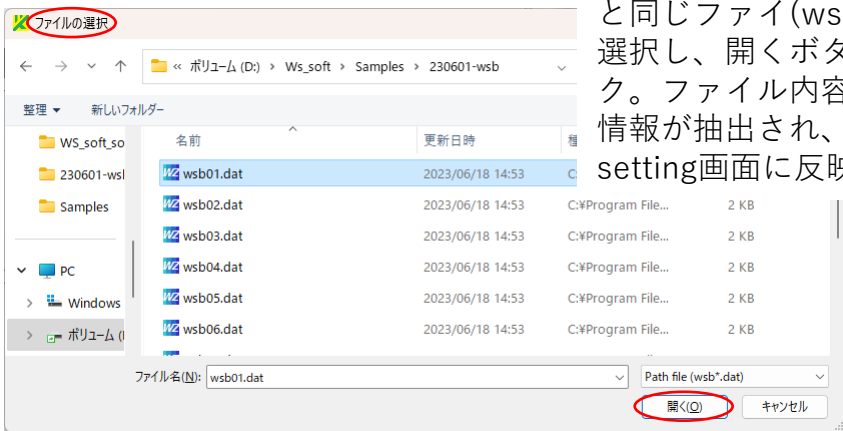 ファイルの選択
と同じファイ(ws
選択し、開くボタ
ク。ファイル内容
情報が抽出され、
setting画面に反映
« ボリューム (D:) › Ws_soft › Samples › 230601-wsb
整理 新しいフォルダー
名前 更新日時 種
WS_soft_so
230601-wsl
Samples
PC
Windows
ボリューム (I
wsb01.dat 2023/06/18 14:53 C:
wsb02.dat 2023/06/18 14:53 C:¥Program File... 2 KB
wsb03.dat 2023/06/18 14:53 C:¥Program File... 2 KB
wsb04.dat 2023/06/18 14:53 C:¥Program File... 2 KB
wsb05.dat 2023/06/18 14:53 C:¥Program File... 2 KB
wsb06.dat 2023/06/18 14:53 C:¥Program File... 2 KB
ファイル名(N): wsb01.dat Path file (wsb*.dat)
開く(O) キャンセル